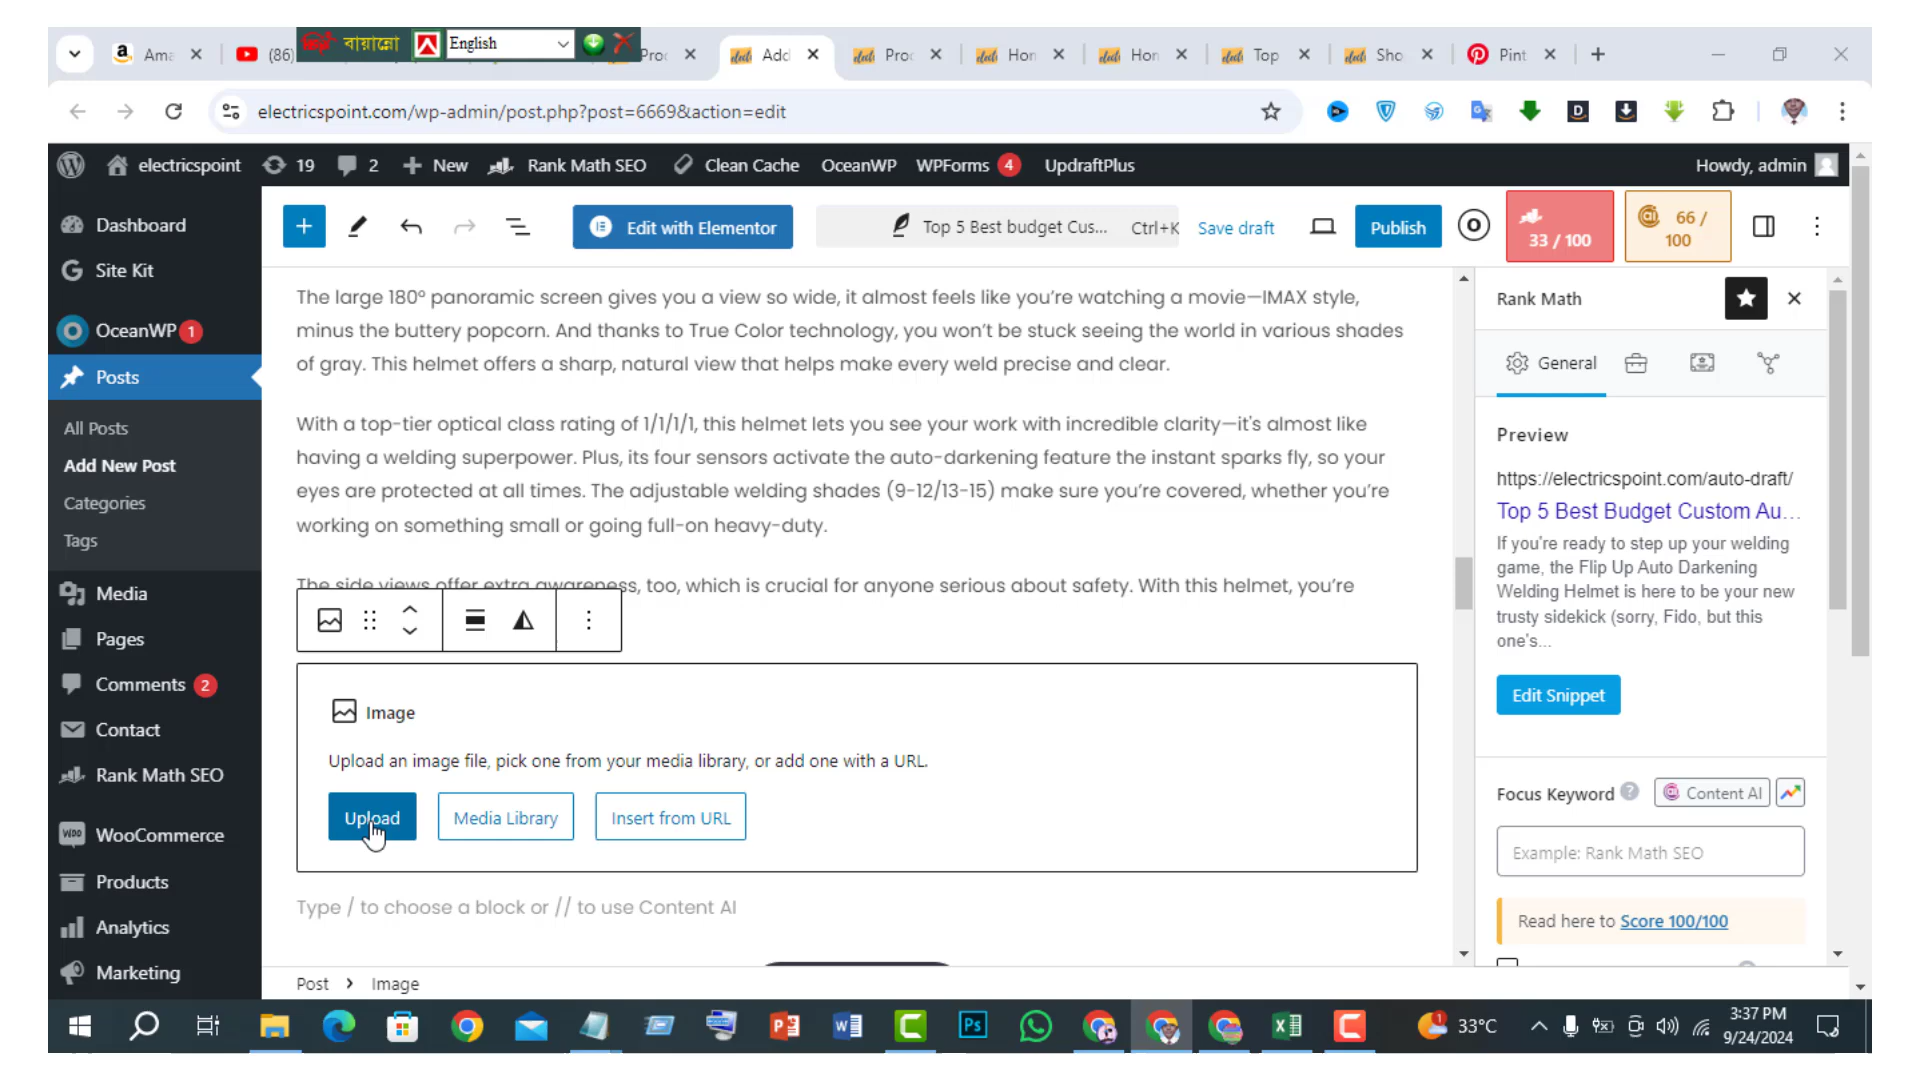 Ama
(86)
বায়ান্নো
English
Proc
Add
Proc
Hon
Hon
Top
Sho
Pint
electricspoint.com/wp-admin/post.php?post=6669&action=edit
electricspoint
19
2
New
Rank Math SEO
Clean Cache
OceanWP
WPForms 4
UpdraftPlus
Howdy, admin
Edit with Elementor
Top 5 Best budget Cus...
Ctrl+K
Save draft
Publish
33 / 100
66 /
100
Dashboard
Site Kit
OceanWP 1
Posts
All Posts
Add New Post
Categories
Tags
Media
Pages
Comments 2
Contact
Rank Math SEO
WooCommerce
Products
Analytics
Marketing
The large 180° panoramic screen gives you a view so wide, it almost feels like you're watching a movie—IMAX style,
minus the buttery popcorn. And thanks to True Color technology, you won't be stuck seeing the world in various shades
of gray. This helmet offers a sharp, natural view that helps make every weld precise and clear.
With a top-tier optical class rating of 1/1/1/1, this helmet lets you see your work with incredible clarity—it's almost like
having a welding superpower. Plus, its four sensors activate the auto-darkening feature the instant sparks fly, so your
eyes are protected at all times. The adjustable welding shades (9-12/13-15) make sure you're covered, whether you're
working on something small or going full-on heavy-duty.
The side views offer extra awareness, too, which is crucial for anyone serious about safety. With this helmet, you're
Image
Upload an image file, pick one from your media library, or add one with a URL.
Upload
Media Library
Insert from URL
Type / to choose a block or // to use Content AI
Post > Image
Rank Math
General
Preview
https://electricspoint.com/auto-draft/
Top 5 Best Budget Custom Au...
If you're ready to step up your welding
game, the Flip Up Auto Darkening
Welding Helmet is here to be your new
trusty sidekick (sorry, Fido, but this
one's...
Edit Snippet
Focus Keyword
Content AI
Example: Rank Math SEO
Read here to Score 100/100
33°C
3:37 PM
9/24/2024